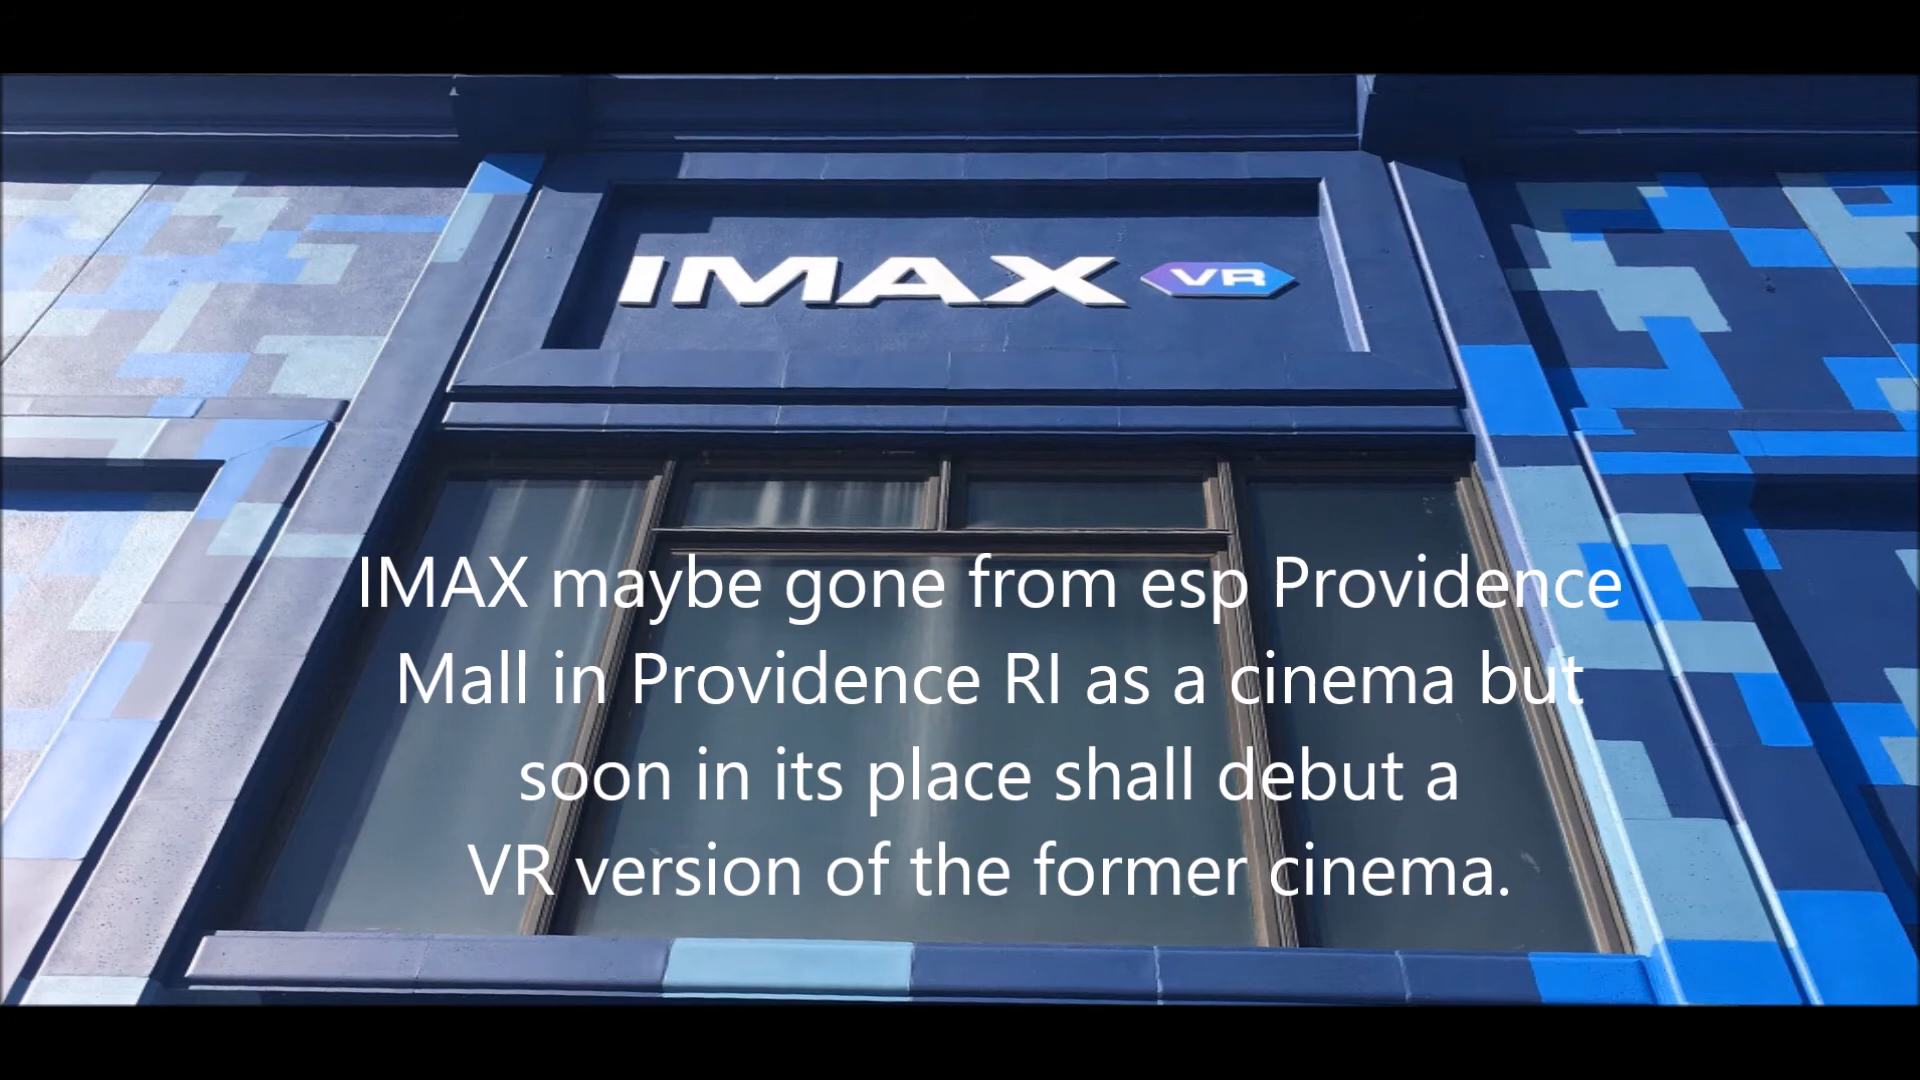 IMAX VR
IMAX maybe gone from esp Providence
Mall in Providence RI as a cinema but
soon in its place shall debut a
VR version of the former cinema.